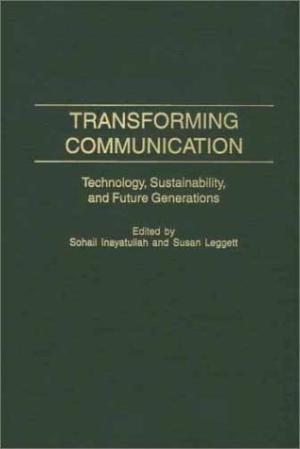 TRANSFORMING
COMMUNICATION
Technology, Sustainability,
and Future Generations
Edited by
Sohail Inayatullah and Susan Leggett